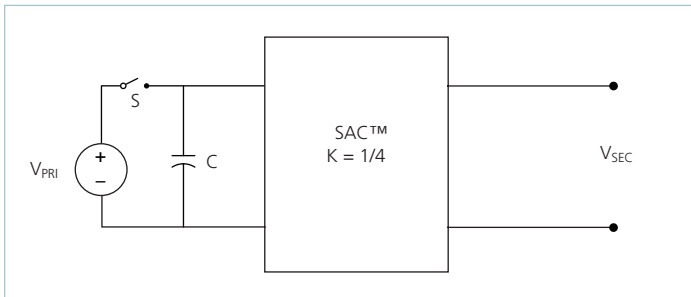 S
SAC™
K = 1/4
C
V_PRI
+
–
V_SEC